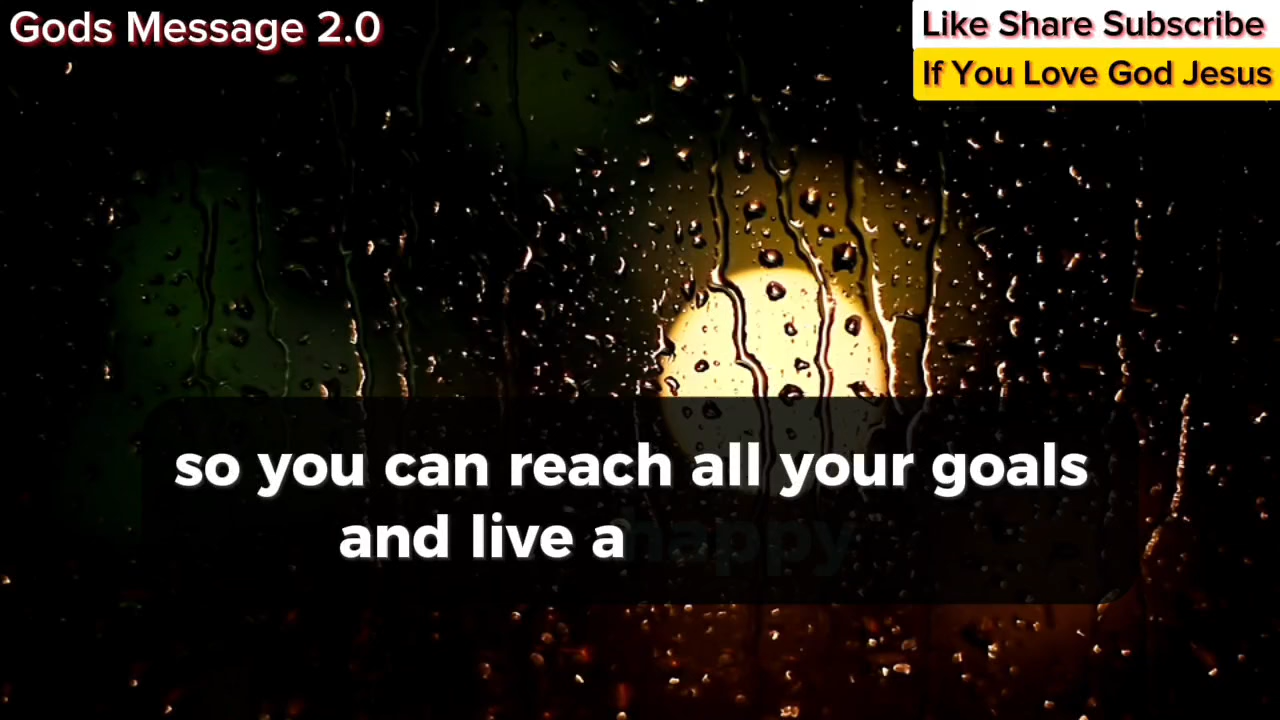 Gods Message 2.0
Like Share Subscribe
If You Love God Jesus
so you can reach all your goals
and live a happy